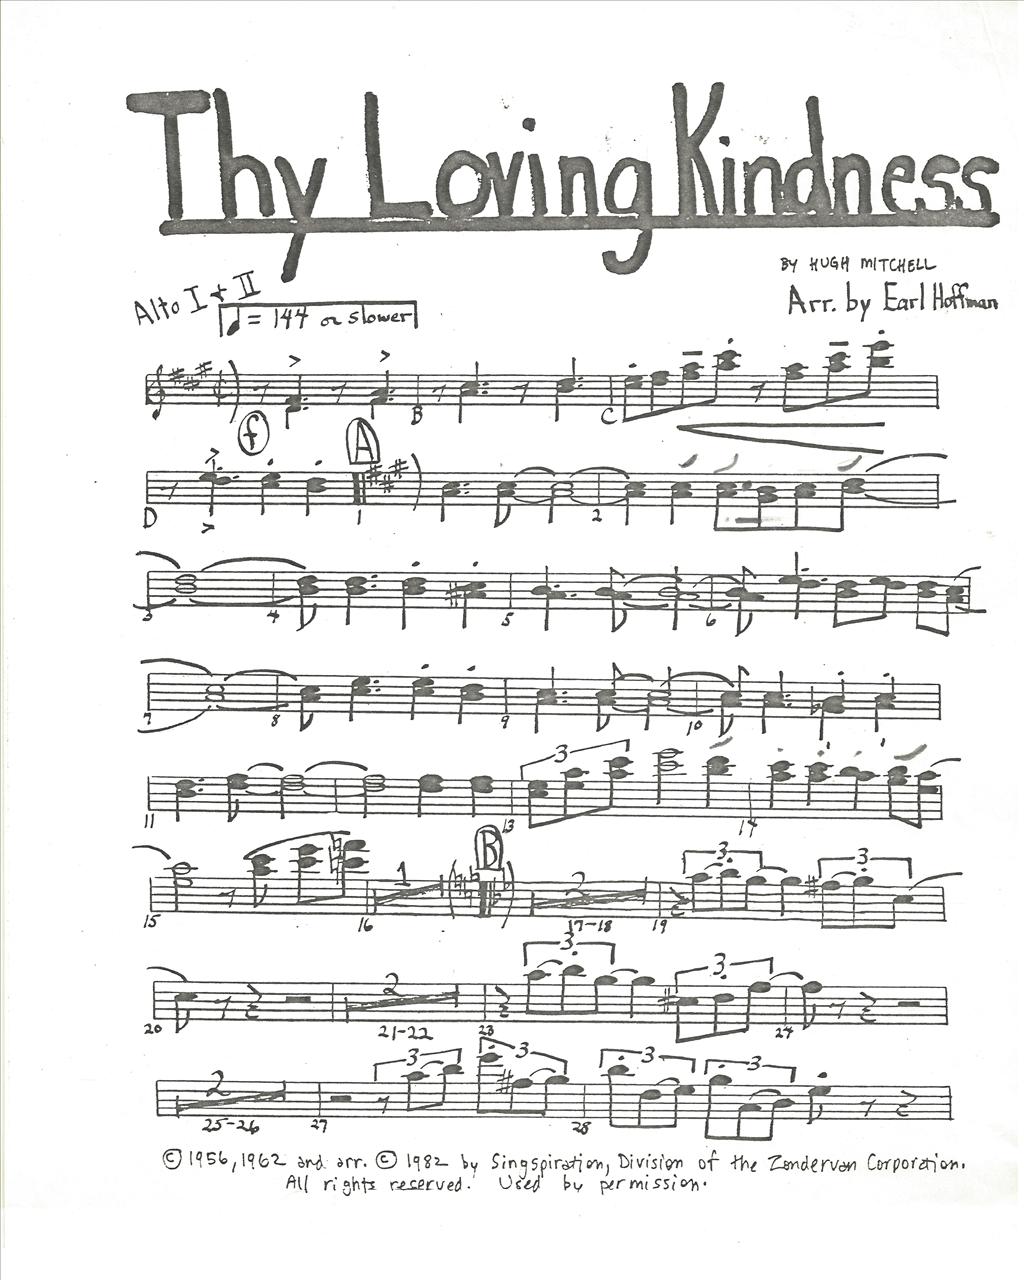 Thy Loving Kindness
BY HUGH MITCHELL
Alto I + II
Arr. by Earl Hoffman
♩ = 144 or slower
B C
f A
D 1 2
3 4 5 6
7 8 9 10
3
11 13 14
1 B 2 3 3
15 16 17-18 19
2 3 3
20 21-22 23 24
2 3 3 3 3
25-26 27 28
© 1956, 1962 and arr. © 1982 by Singspiration, Division of the Zondervan Corporation.
All rights reserved. Used by permission.